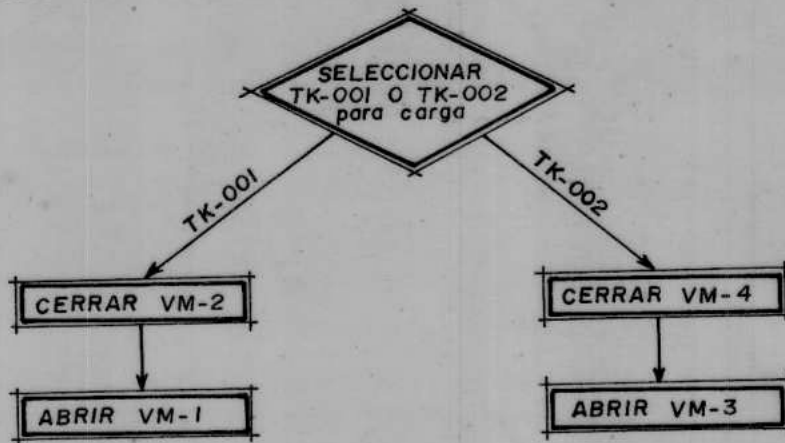 SELECCIONAR
TK-001 O TK-002
para carga
TK-001
TK-002
CERRAR VM-2
CERRAR VM-4
ABRIR VM-1
ABRIR VM-3